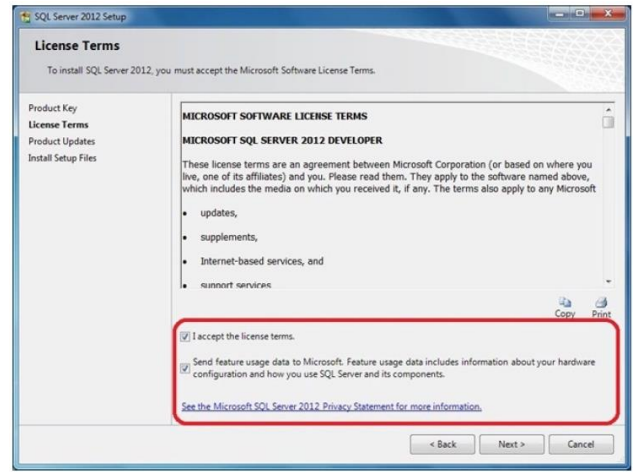 SQL Server 2012 Setup
License Terms
To install SQL Server 2012, you must accept the Microsoft Software License Terms.
Product Key
License Terms
Product Updates
Install Setup Files
MICROSOFT SOFTWARE LICENSE TERMS
MICROSOFT SQL SERVER 2012 DEVELOPER
These license terms are an agreement between Microsoft Corporation (or based on where you
live, one of its affiliates) and you. Please read them. They apply to the software named above,
which includes the media on which you received it, if any. The terms also apply to any Microsoft
• updates,
• supplements,
• Internet-based services, and
• support services
Copy Print
I accept the license terms.
Send feature usage data to Microsoft. Feature usage data includes information about your hardware
configuration and how you use SQL Server and its components.
See the Microsoft SQL Server 2012 Privacy Statement for more information.
< Back Next > Cancel